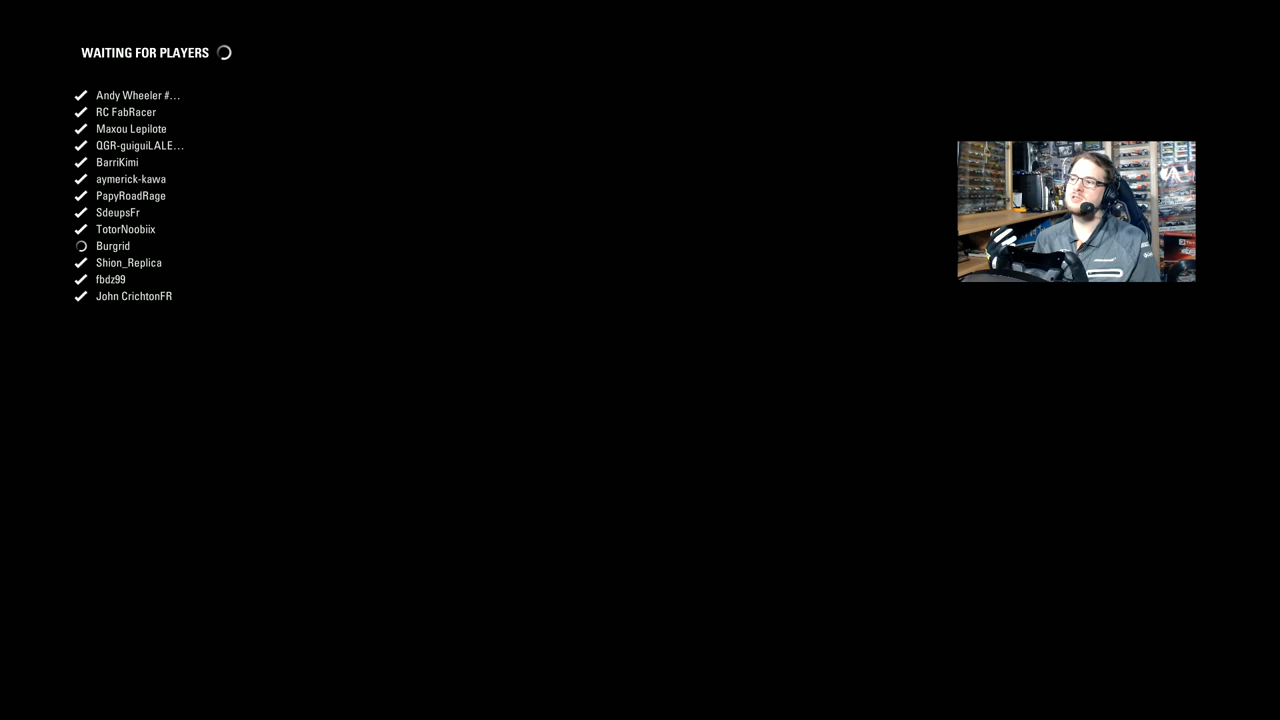 WAITING FOR PLAYERS
Andy Wheeler #...
RC FabRacer
Maxou Lepilote
QGR-guiguiLALE...
BarriKimi
aymerick-kawa
PapyRoadRage
SdeupsFr
TotorNoobiix
Burgrid
Shion_Replica
fbdz99
John CrichtonFR